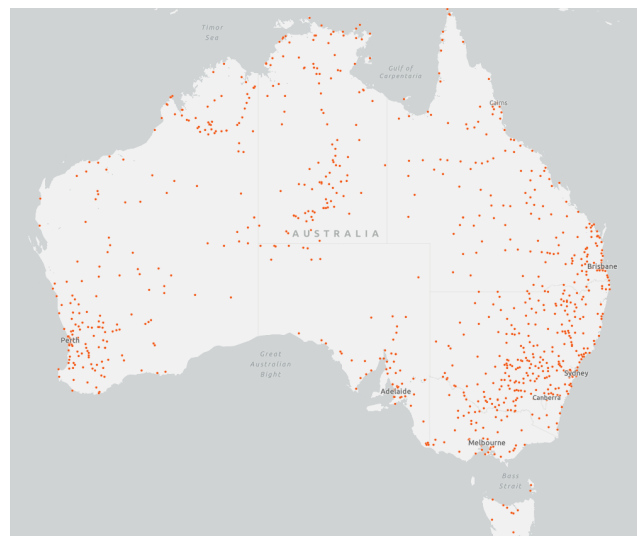 Timor
Sea
Gulf of
Carpentaria
Cairns
AUSTRALIA
Brisbane
Perth
Great
Australian
Bight
Adelaide
Sydney
Canberra
Melbourne
Bass
Strait